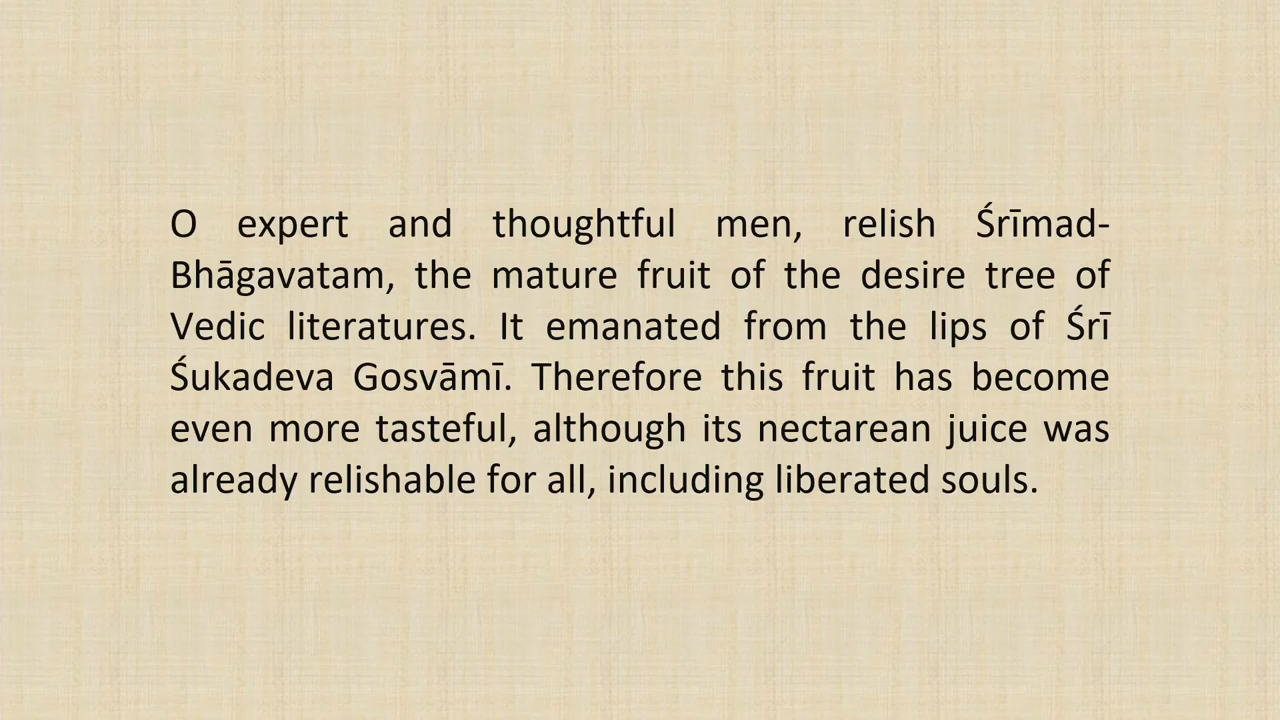 O expert and thoughtful men, relish Śrīmad-
Bhāgavatam, the mature fruit of the desire tree of
Vedic literatures. It emanated from the lips of Śrī
Śukadeva Gosvāmī. Therefore this fruit has become
even more tasteful, although its nectarean juice was
already relishable for all, including liberated souls.